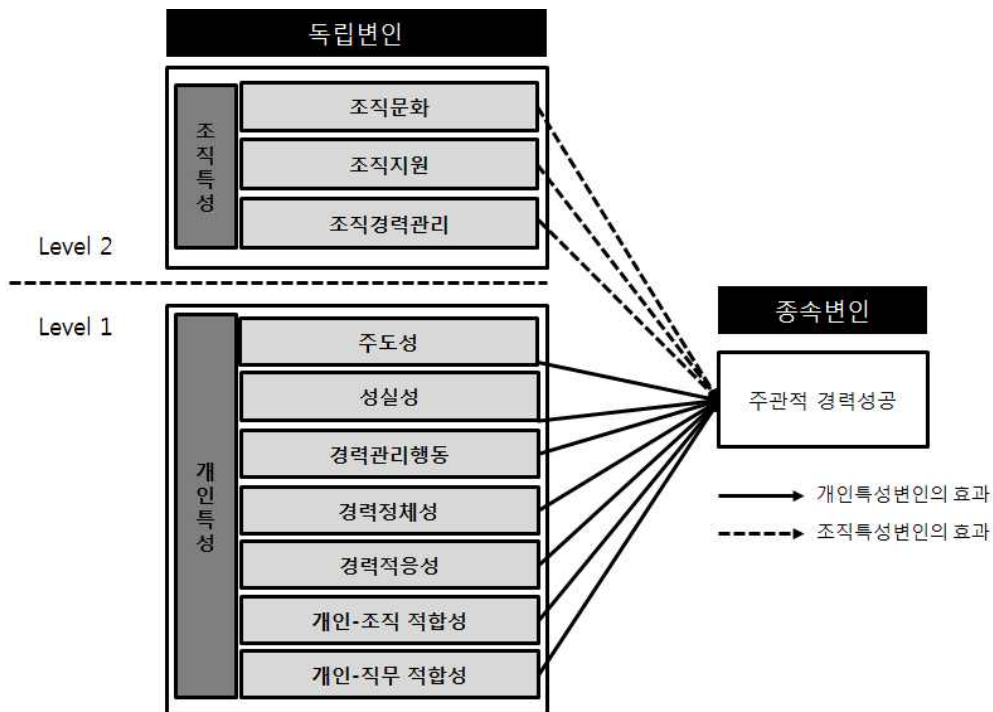 독립변인
조직특성
조직문화
조직지원
조직경력관리
Level 2
Level 1
개인특성
주도성
성실성
경력관리행동
경력정체성
경력적응성
개인-조직 적합성
개인-직무 적합성
종속변인
주관적 경력성공
개인특성변인의 효과
조직특성변인의 효과